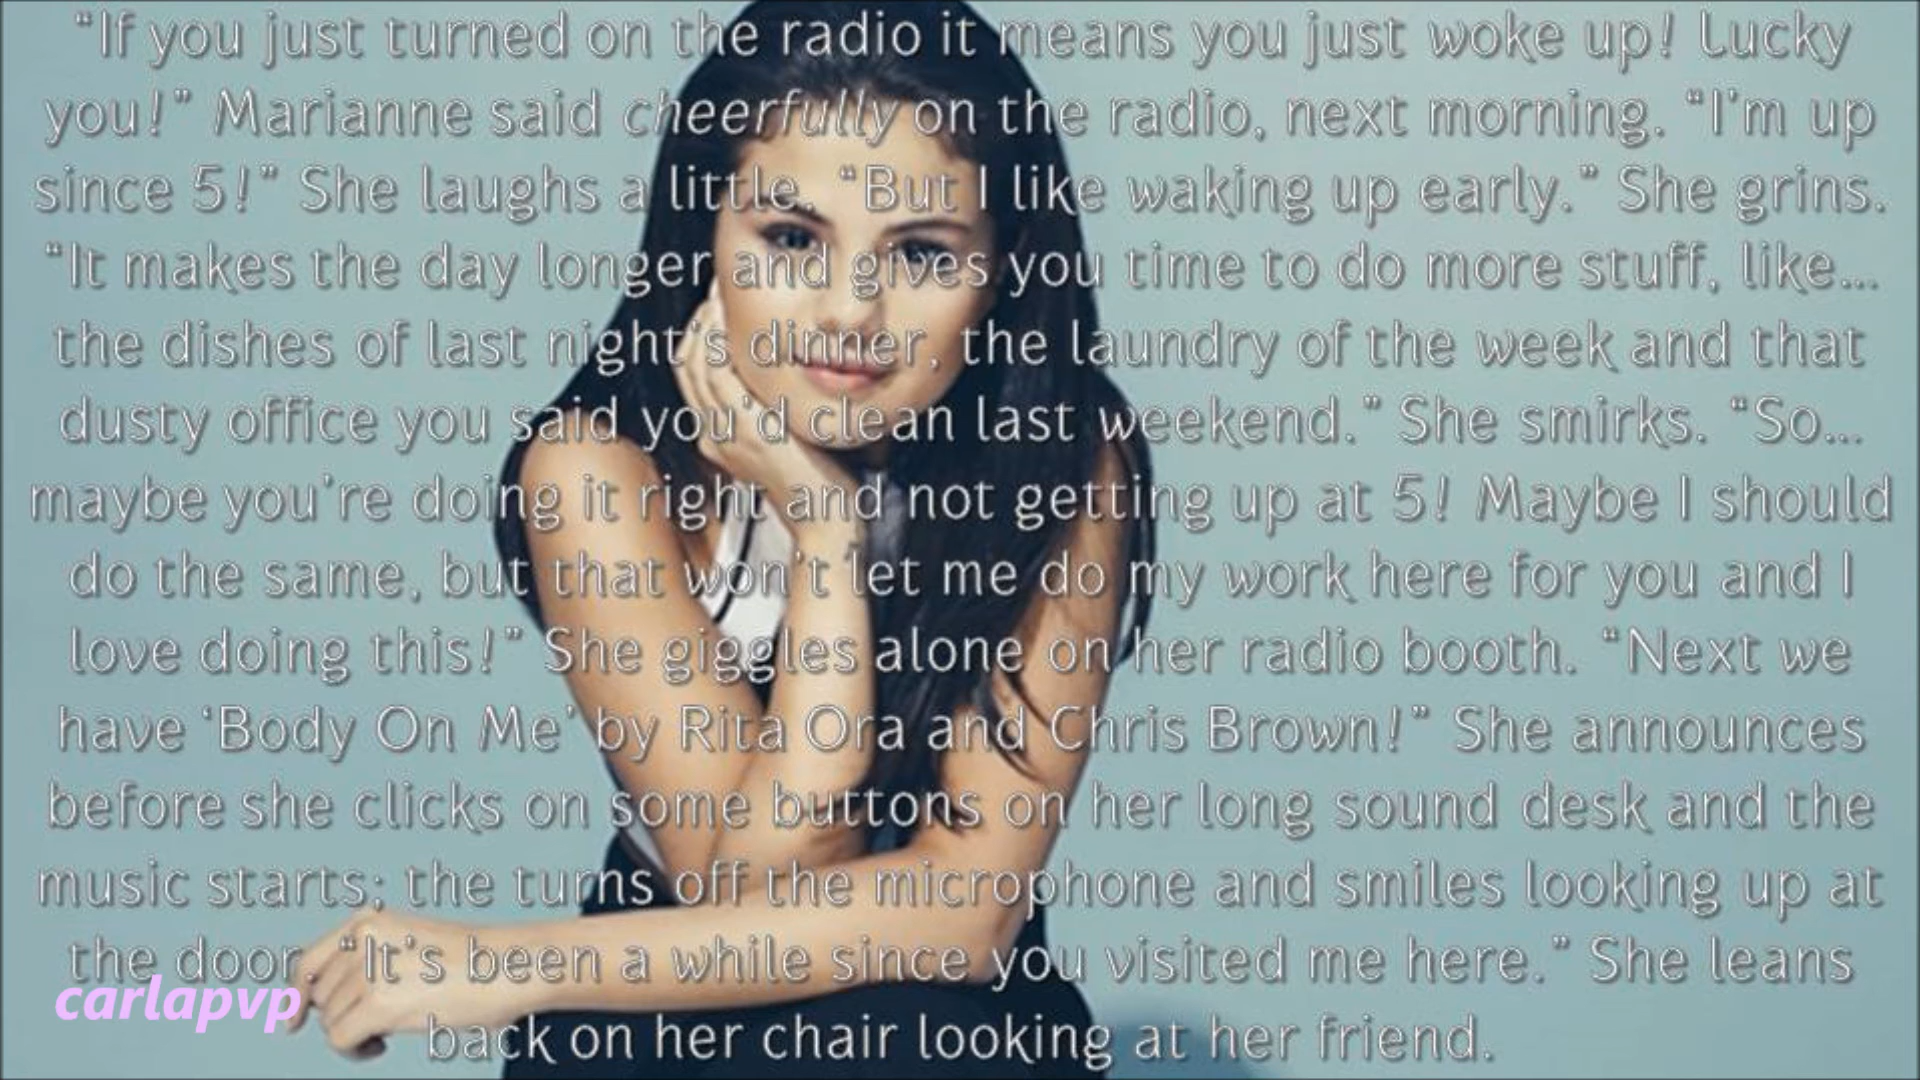 “If you just turned on the radio it means you just woke up! Lucky
you!” Marianne said cheerfully on the radio, next morning. “I’m up
since 5!” She laughs a little. “But I like waking up early.” She grins.
“It makes the day longer and gives you time to do more stuff, like...
the dishes of last night’s dinner, the laundry of the week and that
dusty office you said you’d clean last weekend.” She smirks. “So...
maybe you’re doing it right and not getting up at 5! Maybe I should
do the same, but that won’t let me do my work here for you and I
love doing this!” She giggles alone on her radio booth. “Next we
have ‘Body On Me’ by Rita Ora and Chris Brown!” She announces
before she clicks on some buttons on her long sound desk and the
music starts; the turns off the microphone and smiles looking up at
the door. “It’s been a while since you visited me here.” She leans
back on her chair looking at her friend.
carlapvp